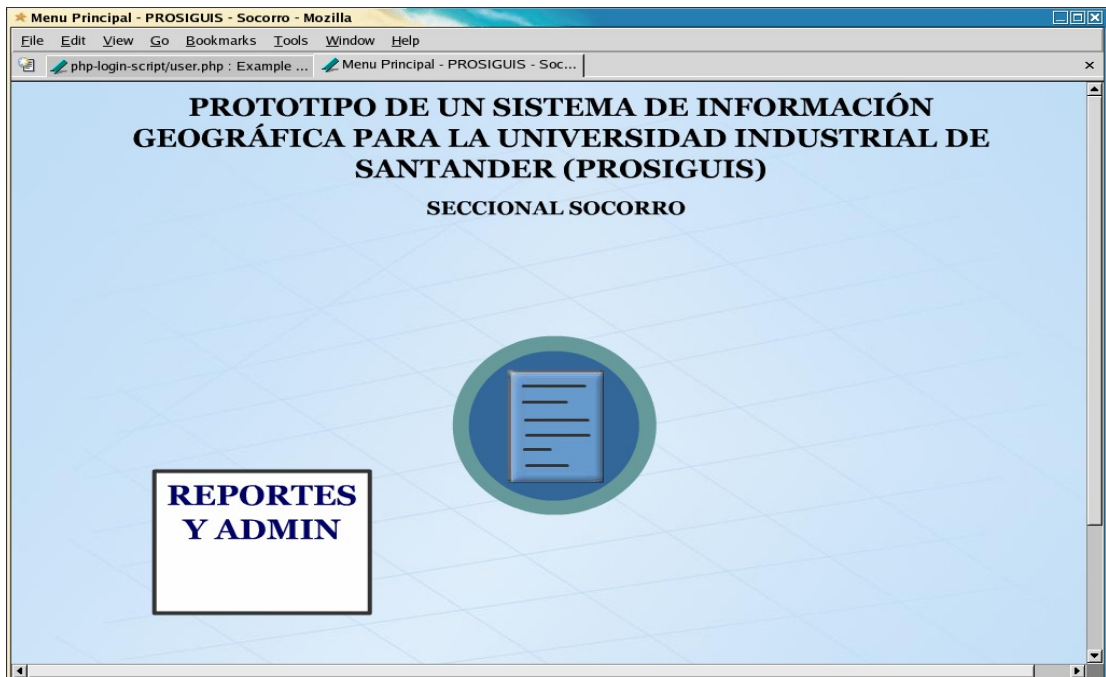 Menu Principal - PROSIGUIS - Socorro - Mozilla
File Edit View Go Bookmarks Tools Window Help
php-login-script/user.php : Example ...
Menu Principal - PROSIGUIS - Soc...
PROTOTIPO DE UN SISTEMA DE INFORMACIÓN
GEOGRÁFICA PARA LA UNIVERSIDAD INDUSTRIAL DE
SANTANDER (PROSIGUIS)
SECCIONAL SOCORRO
REPORTES
Y ADMIN